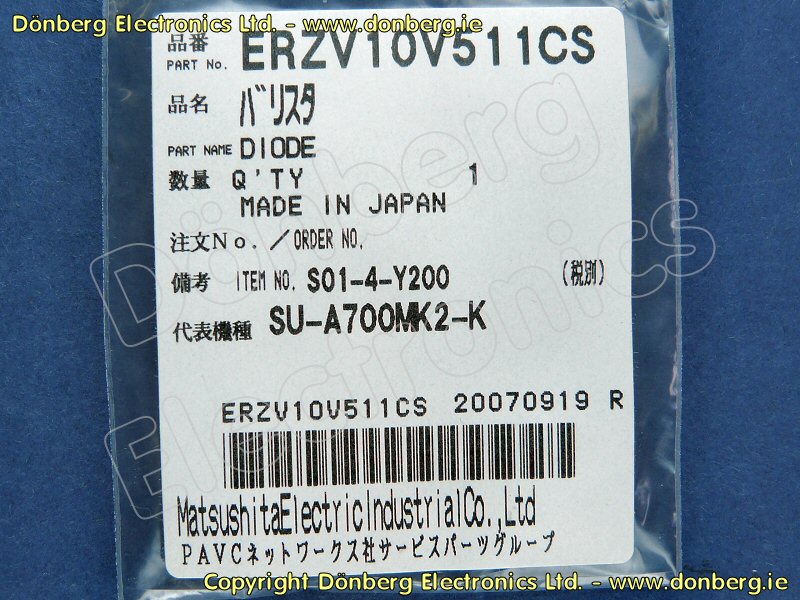 Dönberg Electronics Ltd. - www.donberg.ie
品番
PART No. ERZV10V511CS
品名 バリスタ
PART NAME DIODE
数量 Q'TY 1
MADE IN JAPAN
注文No.／ORDER NO.
備考 ITEM NO. S01-4-Y200 (税別)
代表機種 SU-A700MK2-K
ERZV10V511CS 20070919 R
MatsushitaElectricIndustrialCo.,Ltd
PAVCネットワークス社サービスパーツグループ
Dönberg Electronics
Copyright Dönberg Electronics Ltd. - www.dönberg.ie